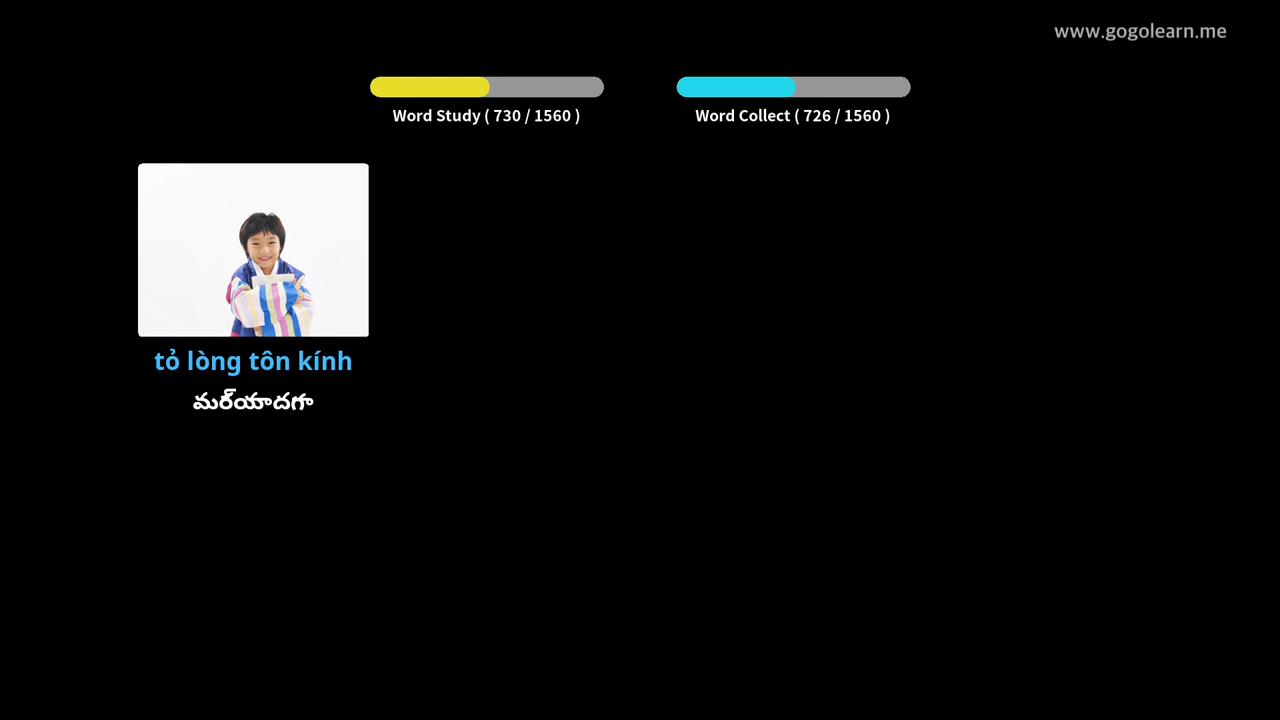 www.gogolearn.me
Word Study ( 730 / 1560 )
Word Collect ( 726 / 1560 )
tỏ lòng tôn kính
మర్​యాదగా